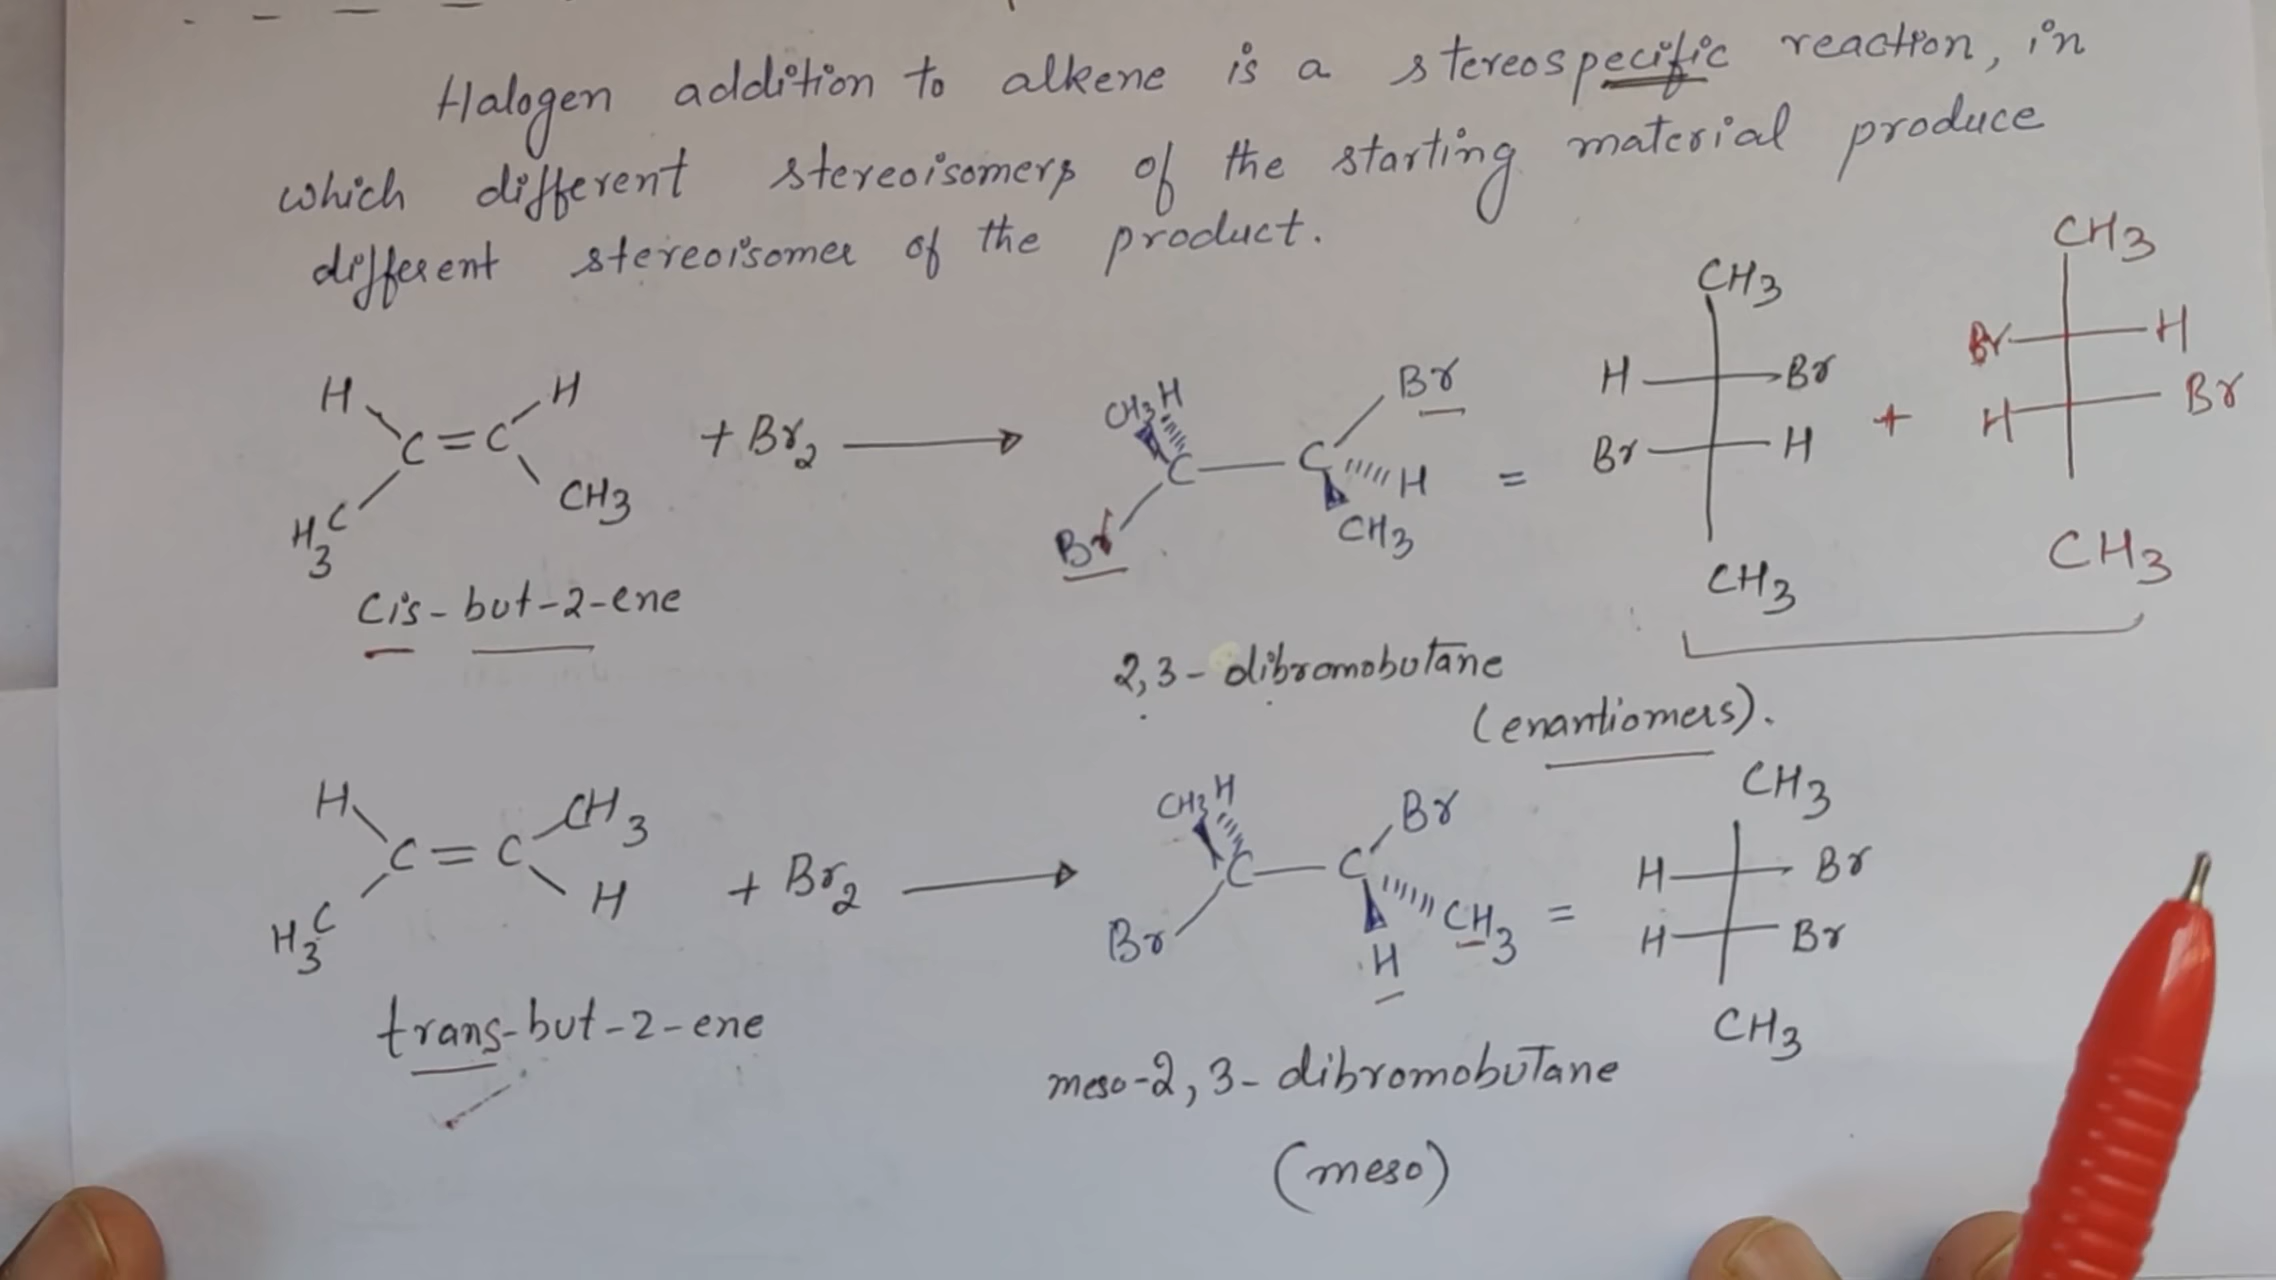 Halogen addition to alkene is a stereospecific reaction, in
which different stereoisomers of the starting material produce
different stereoisomer of the product.
CH3 CH3
H H CH3 H Br H Br Br H
C=C + Br2 C C = + 
H3C CH3 Br H CH3 Br H H Br
CH3 CH3
cis-but-2-ene
2,3-dibromobutane
(enantiomers).
CH3
H CH3 CH3 H Br H Br
C=C + Br2 C C =
H3C H Br H CH3 H Br
CH3
trans-but-2-ene
meso-2,3-dibromobutane
(meso)